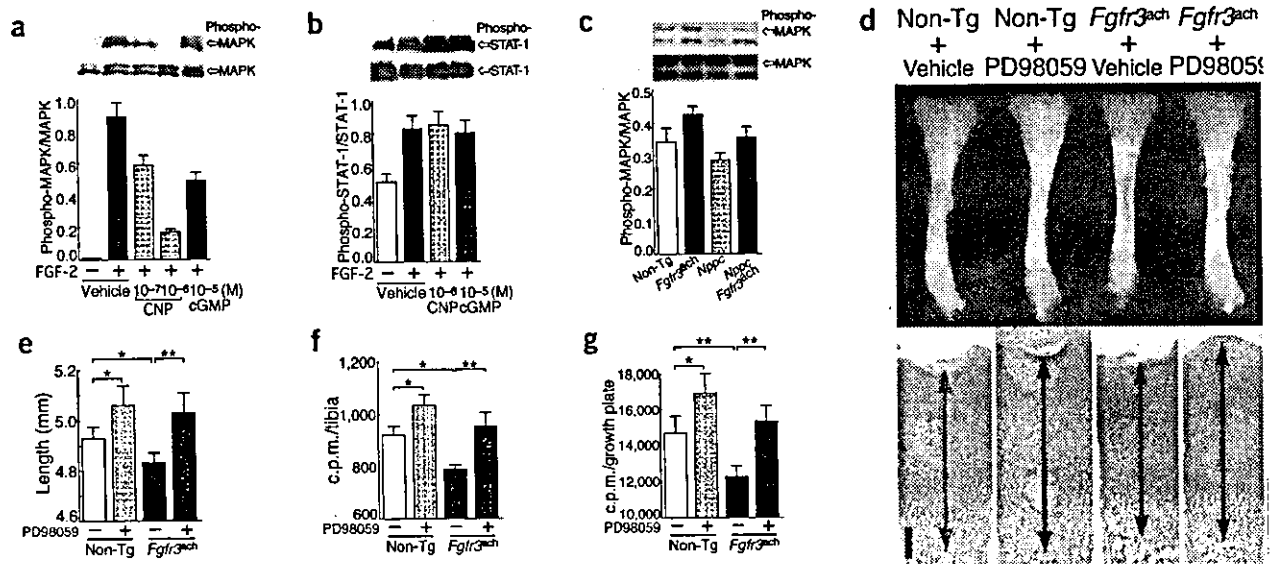 a
Phospho-
⇐MAPK
⇐MAPK
Phospho-MAPK/MAPK
1.0
0.8
0.6
0.4
0.2
0.0
FGF-2 − + + + +
Vehicle 10⁻⁷ 10⁻⁶ 10⁻⁵ (M)
CNP cGMP
b
Phospho-
⇐STAT-1
⇐STAT-1
Phospho-STAT-1/STAT-1
1.0
0.8
0.6
0.4
0.2
0.0
FGF-2 − + + +
Vehicle 10⁻⁶ 10⁻⁵ (M)
CNP cGMP
c
Phospho-
⇐MAPK
⇐MAPK
Phospho-MAPK/MAPK
0.5
0.4
0.3
0.2
0.1
0.0
Non-Tg
Fgfr3ᵃᶜʰ
Nppc
Nppc
Fgfr3ᵃᶜʰ
d
Non-Tg Non-Tg Fgfr3ᵃᶜʰ Fgfr3ᵃᶜʰ
+ + + +
Vehicle PD98059 Vehicle PD98059
e
Length (mm)
5.2
5.0
4.8
4.6
* **
*
PD98059 − + − +
Non-Tg Fgfr3ᵃᶜʰ
f
c.p.m./tibia
1,200
1,000
800
600
* **
*
PD98059 − + − +
Non-Tg Fgfr3ᵃᶜʰ
g
c.p.m./growth plate
18,000
16,000
14,000
12,000
10,000
** **
*
PD98059 − + − +
Non-Tg Fgfr3ᵃᶜʰ